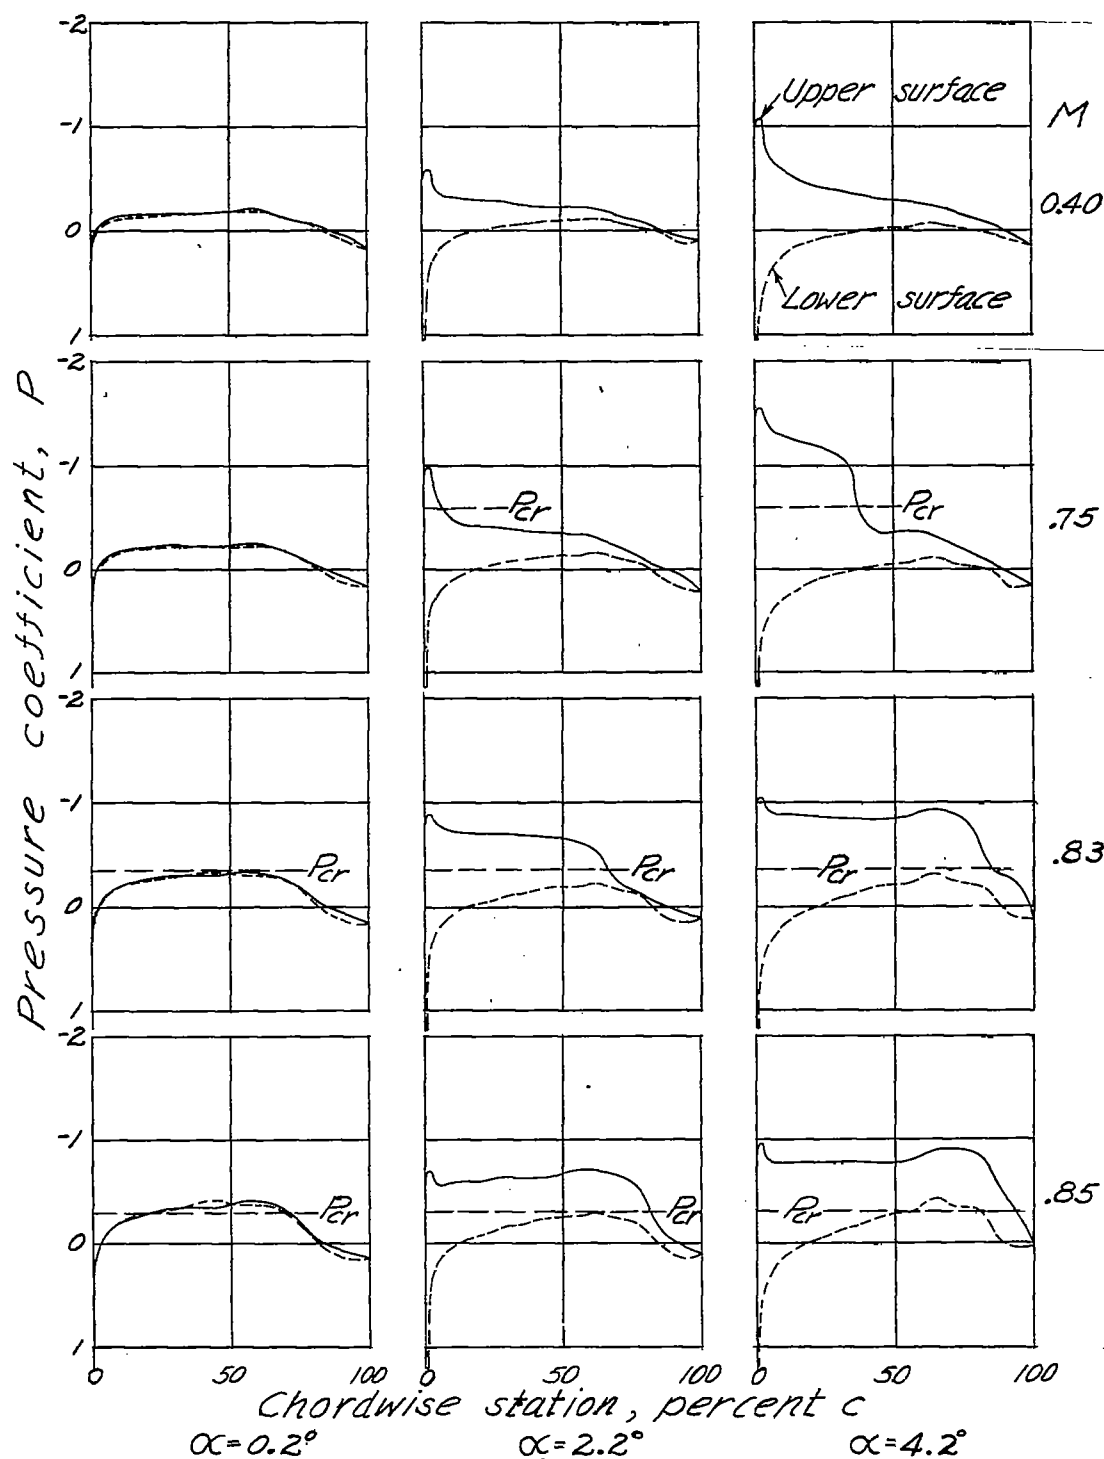 -2
-1
0
1
Upper surface
Lower surface
M
0.40
-2
-1
0
1
Pcr
Pcr
.75
-2
-1
0
1
Pcr
Pcr
Pcr
.83
-2
-1
0
1
Pcr
Pcr
Pcr
.85
0 50 100 0 50 100 0 50 100
Pressure coefficient, P
Chordwise station, percent c
α=0.2° α=2.2° α=4.2°